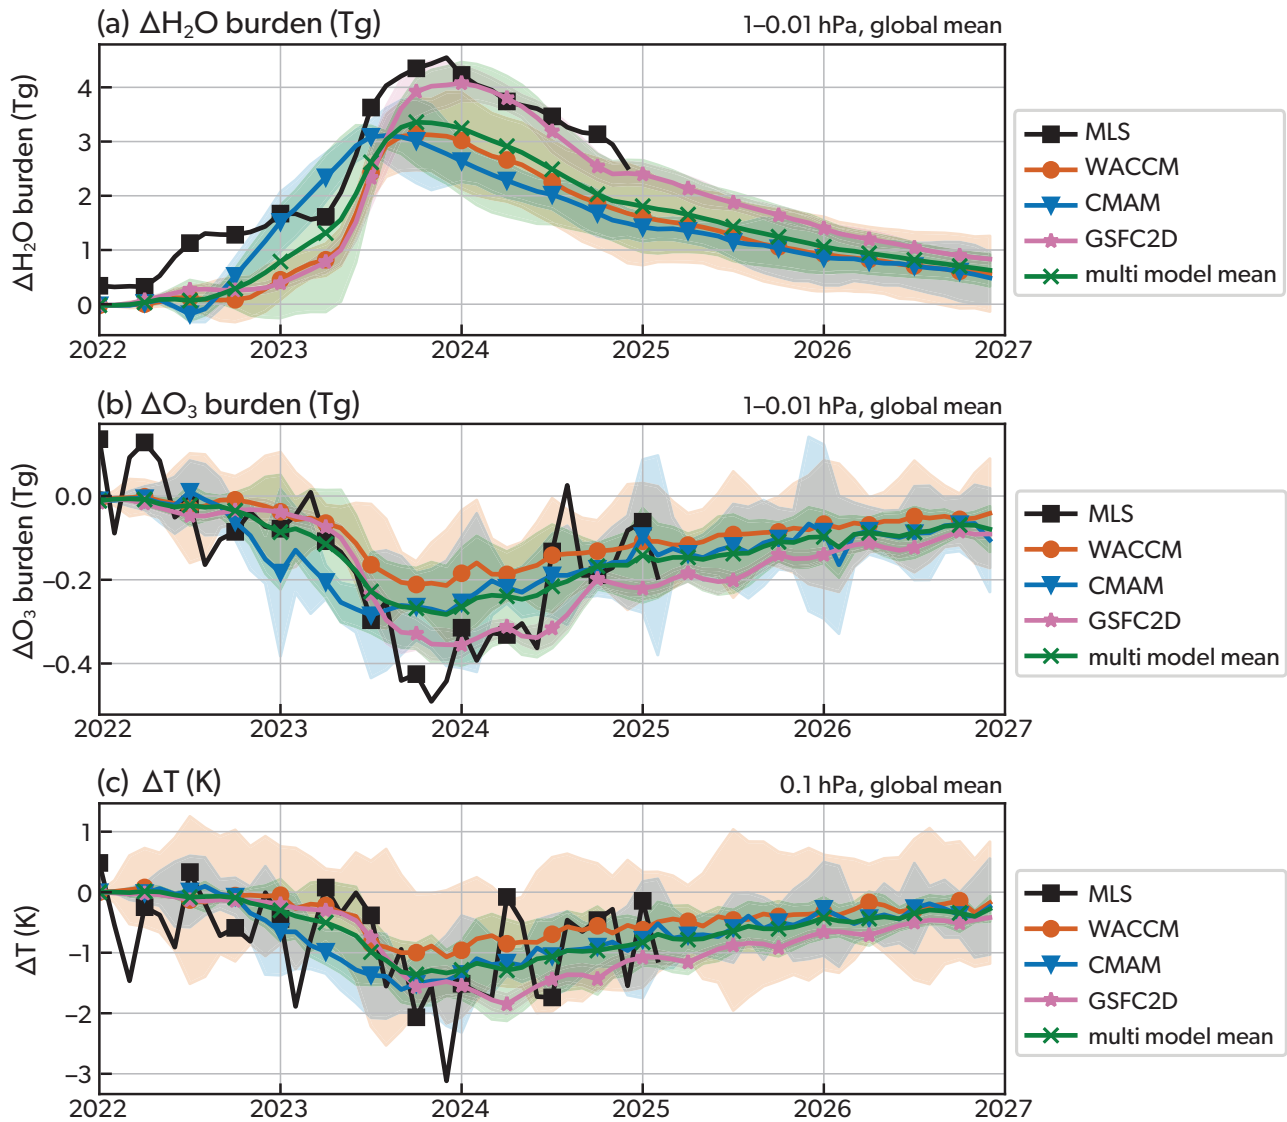 (a) ΔH₂O burden (Tg)
1–0.01 hPa, global mean
ΔH₂O burden (Tg)
4
3
2
1
0
2022 2023 2024 2025 2026 2027
MLS
WACCM
CMAM
GSFC2D
multi model mean
(b) ΔO₃ burden (Tg)
1–0.01 hPa, global mean
ΔO₃ burden (Tg)
0.0
−0.2
−0.4
2022 2023 2024 2025 2026 2027
MLS
WACCM
CMAM
GSFC2D
multi model mean
(c) ΔT (K)
0.1 hPa, global mean
ΔT (K)
1
0
−1
−2
−3
2022 2023 2024 2025 2026 2027
MLS
WACCM
CMAM
GSFC2D
multi model mean